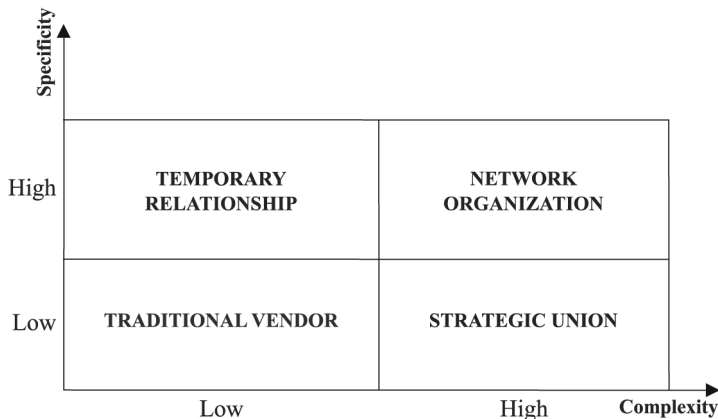 Specificity
High
TEMPORARY
RELATIONSHIP
NETWORK
ORGANIZATION
Low
TRADITIONAL VENDOR
STRATEGIC UNION
Low
High
Complexity